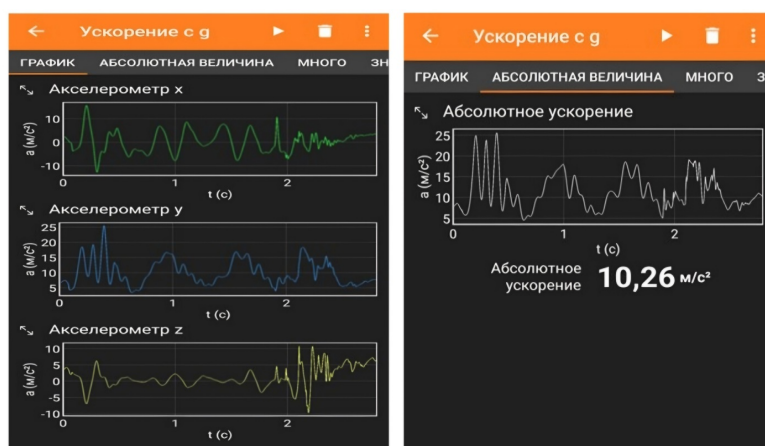 Ускорение с g
ГРАФИК АБСОЛЮТНАЯ ВЕЛИЧИНА МНОГО ЗН
Акселерометр x
a (м/с²)
10
0
-10
0 1 2
t (с)
Акселерометр y
a (м/с²)
25
20
15
10
5
0 1 2
t (с)
Акселерометр z
a (м/с²)
10
5
0
-5
-10
0 1 2
t (с)
Ускорение с g
ГРАФИК АБСОЛЮТНАЯ ВЕЛИЧИНА МНОГО З
Абсолютное ускорение
a (м/с²)
25
20
15
10
5
0 1 2
t (с)
Абсолютное
ускорение 10,26 м/с²